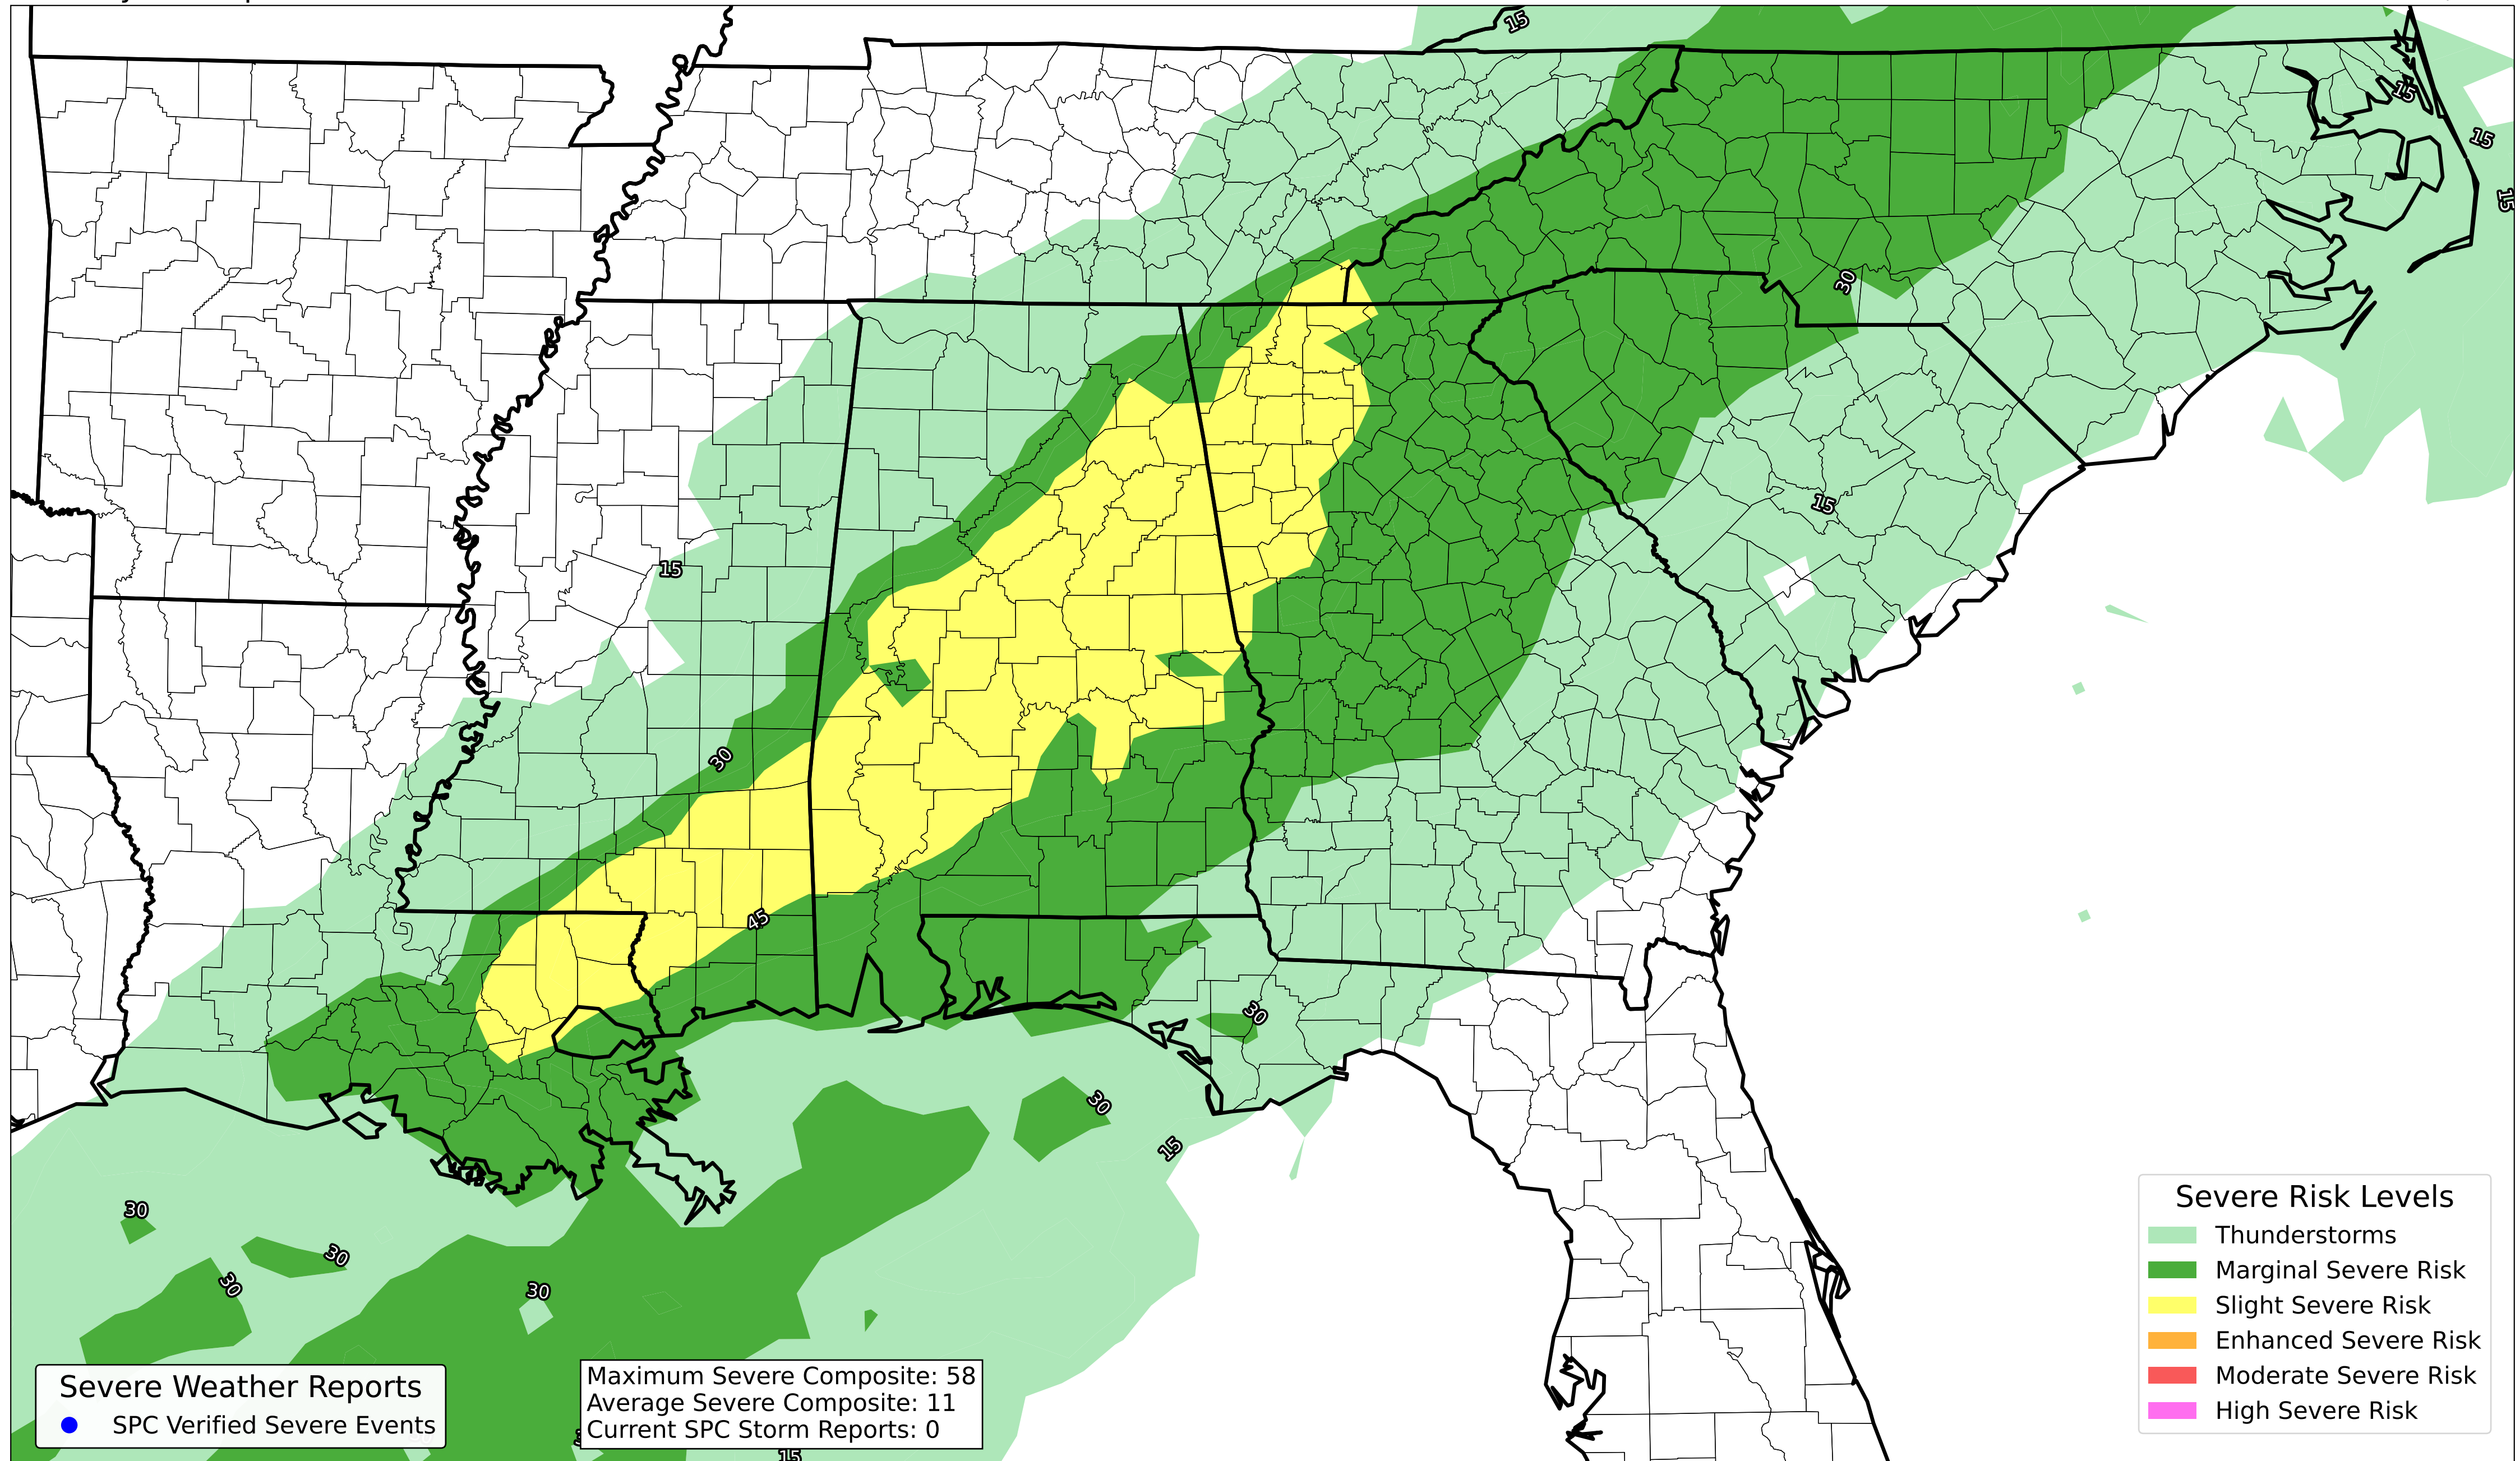 15
15
15
15
30
15
15
30
45
30
30
15
30
30
30
30
Severe Risk Levels
Thunderstorms
Marginal Severe Risk
Slight Severe Risk
Enhanced Severe Risk
Moderate Severe Risk
High Severe Risk
Severe Weather Reports
SPC Verified Severe Events
Maximum Severe Composite: 58
Average Severe Composite: 11
Current SPC Storm Reports: 0
15